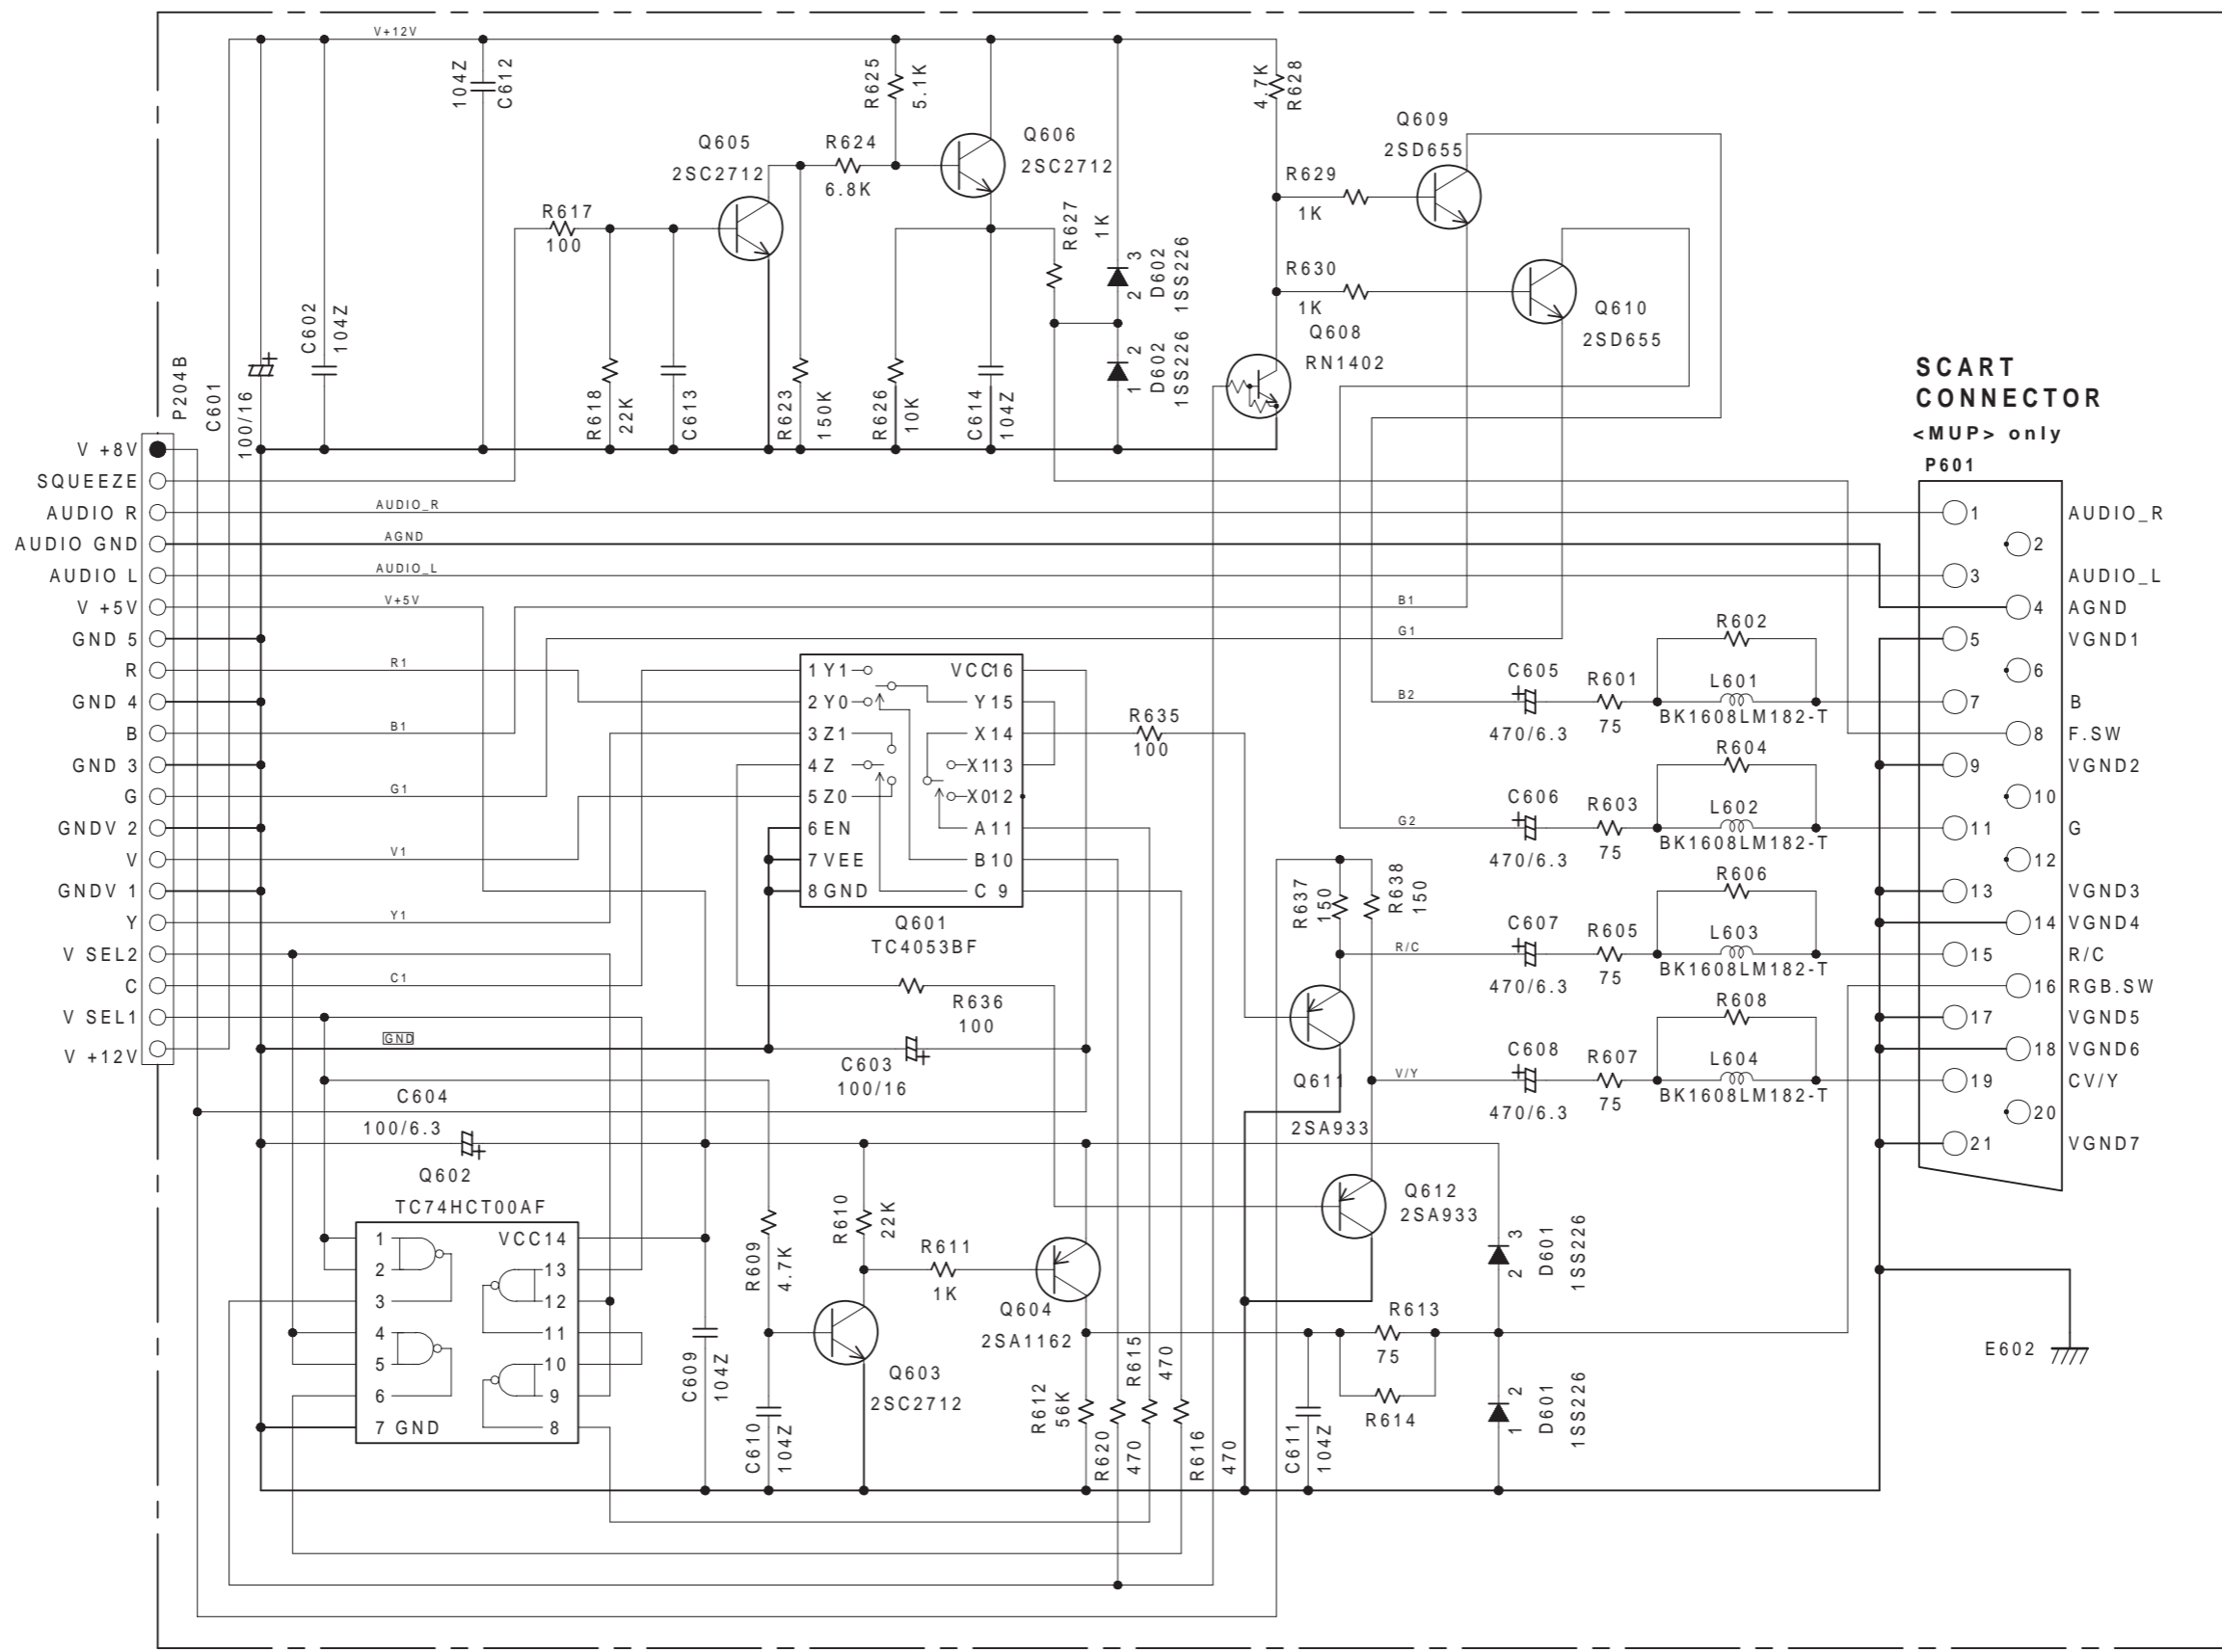 V+12V
104Z
C612
R625
5.1K
4.7K
R628
Q605
2SC2712
R624
6.8K
Q606
2SC2712
Q609
2SD655
R617
100
R627
1K
R629
1K
R630
1K
3
2
D602
1SS226
2
1
D602
1SS226
Q610
2SD655
Q608
RN1402
C602
104Z
P204B
C601
100/16
R618
22K
C613
R623
150K
R626
10K
C614
104Z
SCART
CONNECTOR
<MUP> only
P601
V +8V
SQUEEZE
AUDIO R
AUDIO GND
AUDIO L
V +5V
GND 5
R
GND 4
B
GND 3
G
GNDV 2
V
GNDV 1
Y
V SEL2
C
V SEL1
V +12V
AUDIO_R
AGND
AUDIO_L
V+5V
R1
B1
G1
V1
Y1
C1
GND
B1
G1
B2
G2
R/C
V/Y
1 Y1
2 Y0
3 Z1
4 Z
5 Z0
6 EN
7 VEE
8 GND
VCC16
Y 15
X 14
X113
X012
A 11
B 10
C 9
Q601
TC4053BF
R635
100
R636
100
C603
100/16
C604
100/6.3
Q602
TC74HCT00AF
1
2
3
4
5
6
7 GND
VCC14
13
12
11
10
9
8
R637
150
R638
150
Q611
2SA933
Q612
2SA933
C605
470/6.3
R601
75
R602
L601
BK1608LM182-T
C606
470/6.3
R603
75
R604
L602
BK1608LM182-T
C607
470/6.3
R605
75
R606
L603
BK1608LM182-T
C608
470/6.3
R607
75
R608
L604
BK1608LM182-T
1 AUDIO_R
2
3 AUDIO_L
4 AGND
5 VGND1
6
7 B
8 F.SW
9 VGND2
10
11 G
12
13 VGND3
14 VGND4
15 R/C
16 RGB.SW
17 VGND5
18 VGND6
19 CV/Y
20
21 VGND7
R609
4.7K
R610
22K
R611
1K
Q604
2SA1162
Q603
2SC2712
C609
104Z
C610
104Z
R612
56K
R620
470
R615
470
R616
470
C611
104Z
R613
75
R614
3
2
D601
1SS226
2
1
D601
1SS226
E602